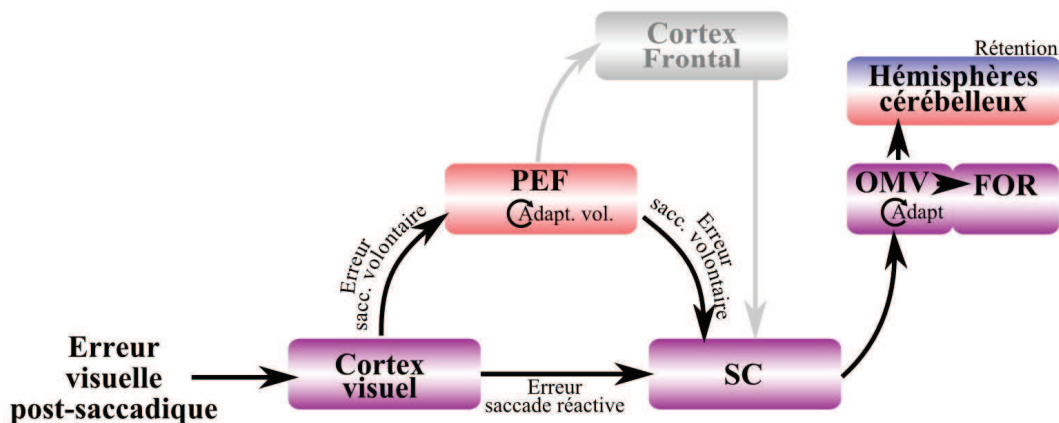 Cortex
Frontal
Rétention
Hémisphères
cérébelleux
PEF
Adapt. vol.
OMV
FOR
Adapt
Erreur
sacc. volontaire
Erreur
sacc. volontaire
Erreur
visuelle
post-saccadique
Cortex
visuel
Erreur
saccade réactive
SC